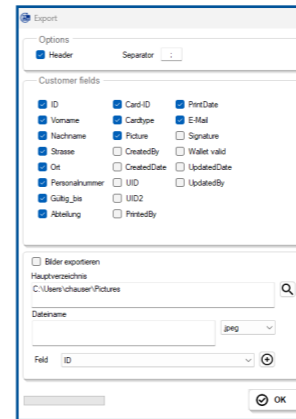 Export
Options
Header Separator ;
Customer fields
ID Card-ID PrintDate
Vorname Cardtype E-Mail
Nachname Picture Signature
Strasse CreatedBy Wallet valid
Ort CreatedDate UpdatedDate
Personalnummer UID UpdatedBy
Gültig_bis UID2
Abteilung PrintedBy
Bilder exportieren
Hauptverzeichnis
C:\Users\chauser\Pictures
Dateiname
jpeg
Feld ID
OK